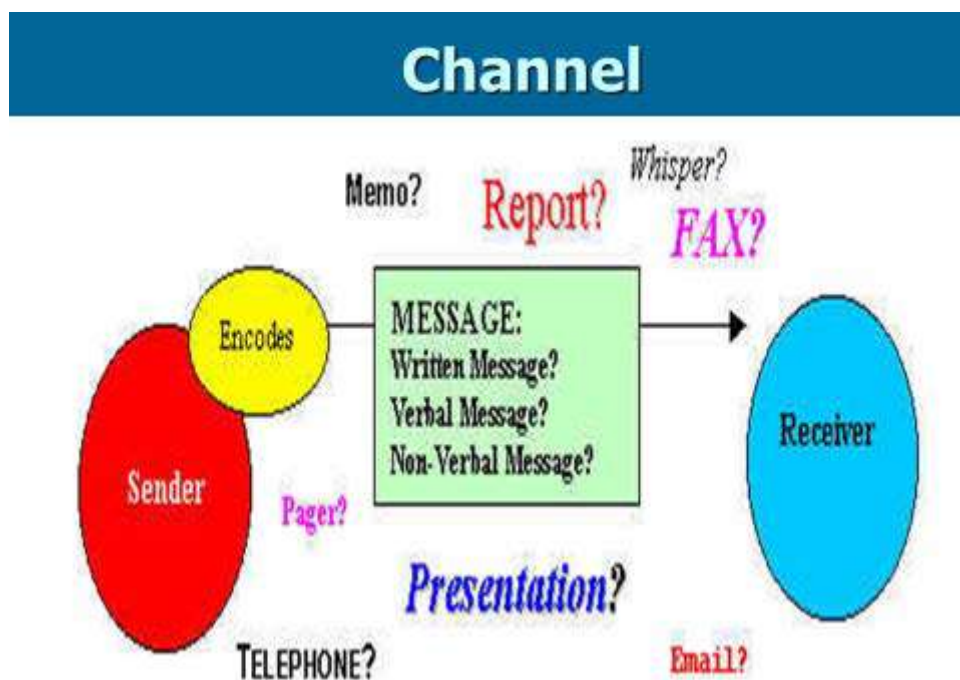 Channel
Whisper?
Memo?
Report?
FAX?
Encodes
MESSAGE:
Written Message?
Verbal Message?
Non-Verbal Message?
Receiver
Sender
Pager?
Presentation?
TELEPHONE?
Email?